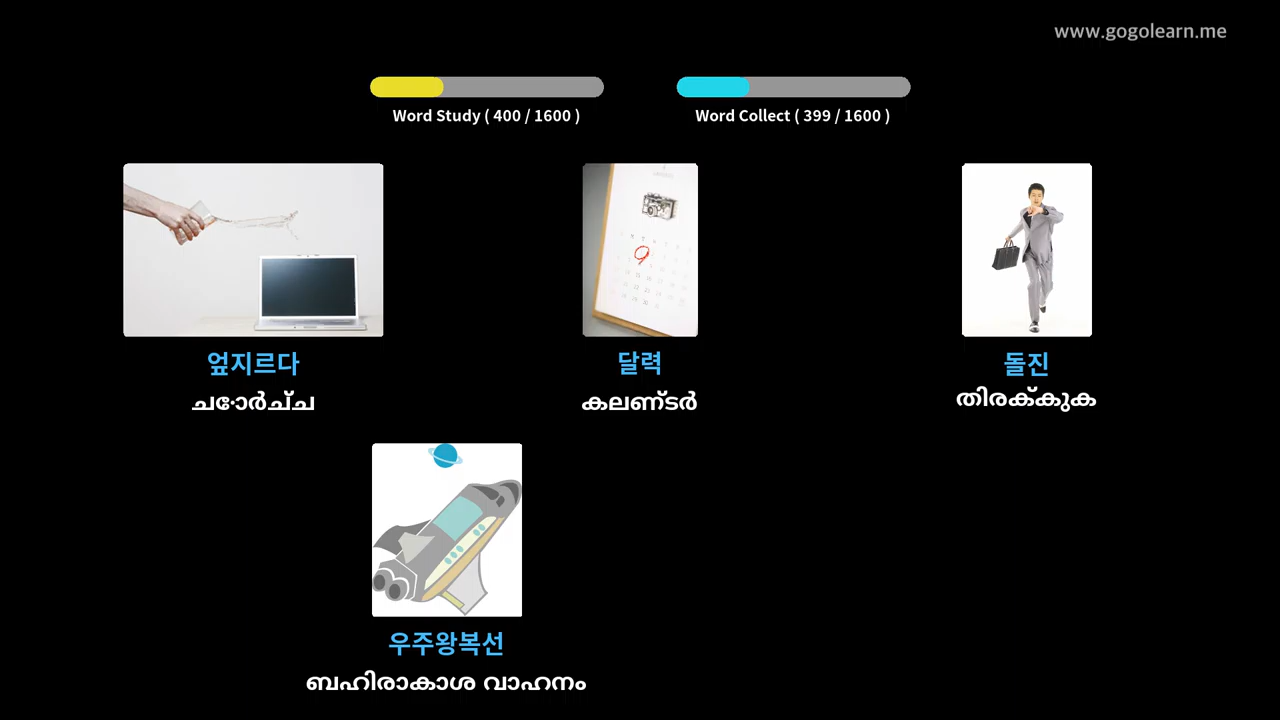 www.gogolearn.me
Word Study ( 400 / 1600 )
Word Collect ( 399 / 1600 )
엎지르다
달력
돌진
കലണ്ടർ
തിരക്കുക
우주왕복선
ബഹിരാകാശ വാഹനം